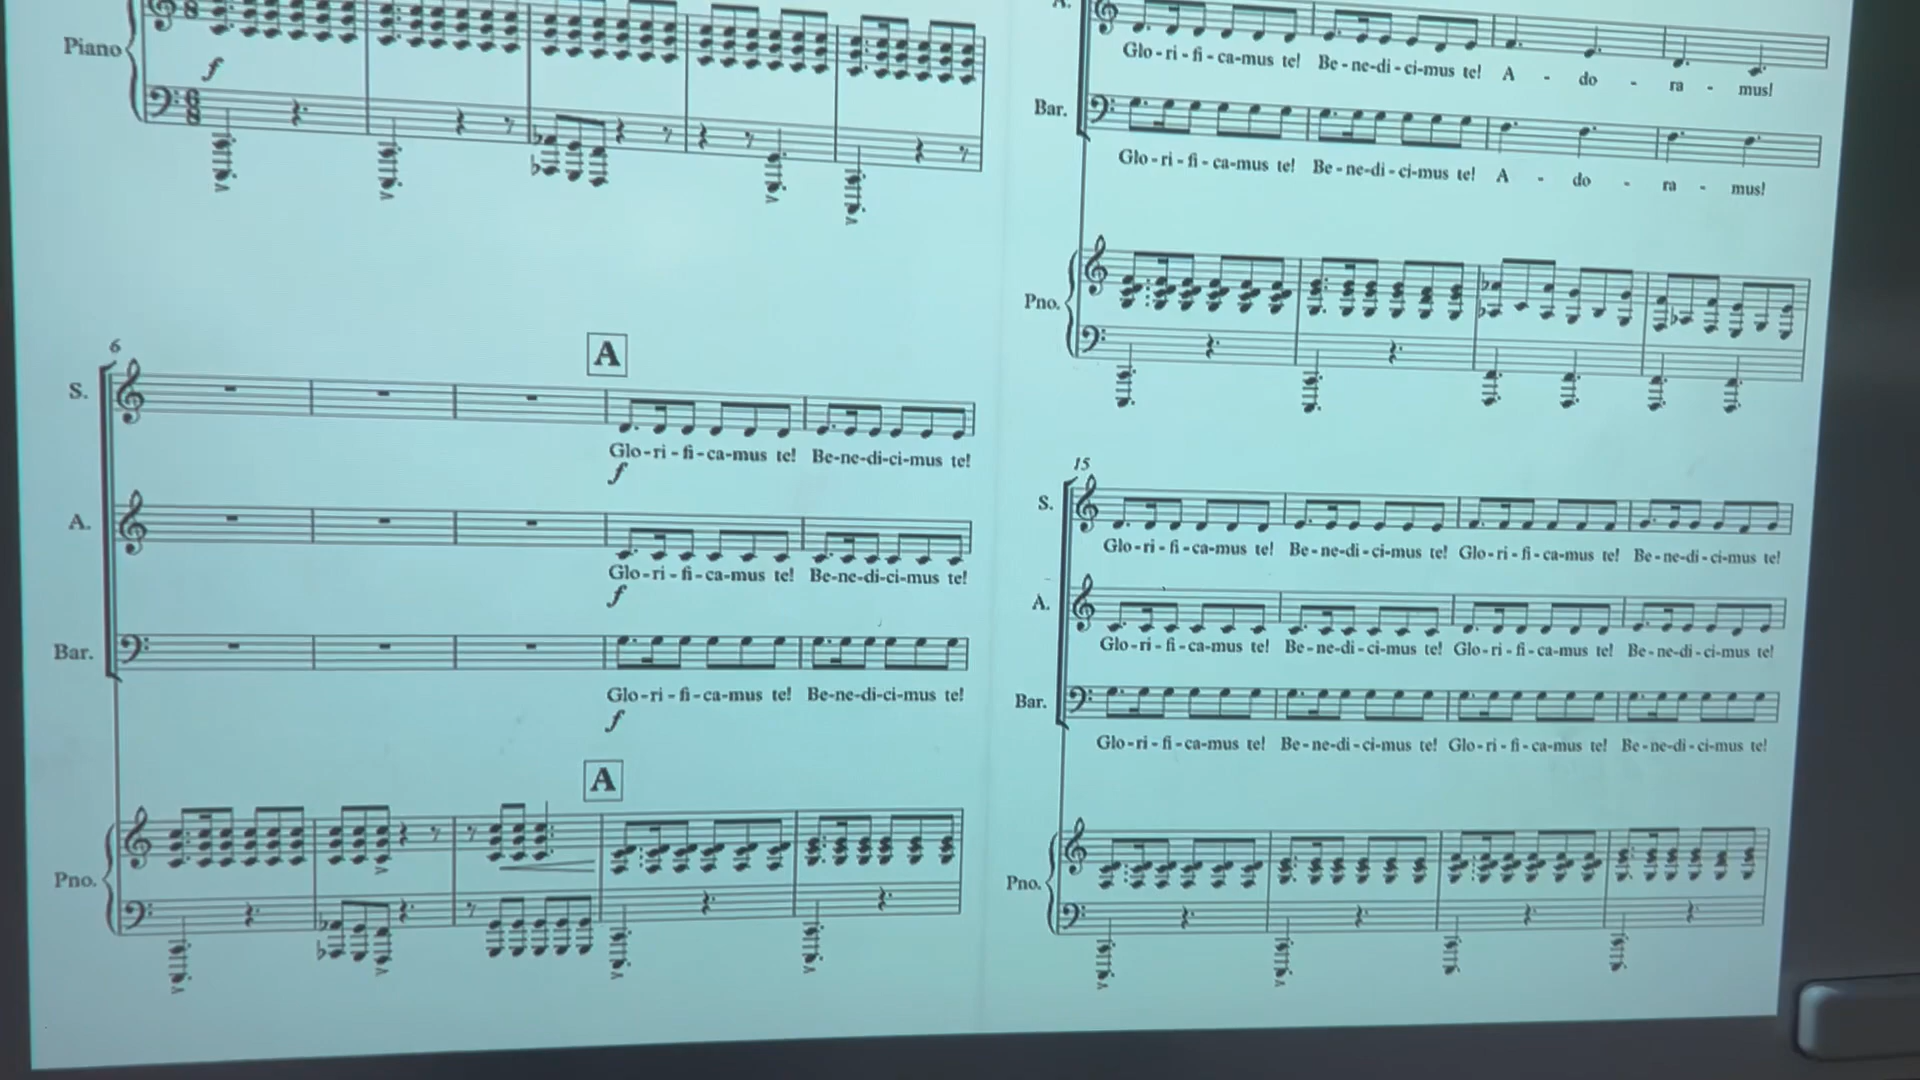 Piano
f
6
A
S.
Glo-ri-fi-ca-mus te! Be-ne-di-ci-mus te!
f
A.
Glo-ri-fi-ca-mus te! Be-ne-di-ci-mus te!
f
Bar.
Glo-ri-fi-ca-mus te! Be-ne-di-ci-mus te!
f
A
Pno.
A.
Glo-ri-fi-ca-mus te! Be-ne-di-ci-mus te! A - do - ra - mus!
Bar.
Glo-ri-fi-ca-mus te! Be-ne-di-ci-mus te! A - do - ra - mus!
Pno.
15
S.
Glo-ri-fi-ca-mus te! Be-ne-di-ci-mus te! Glo-ri-fi-ca-mus te! Be-ne-di-ci-mus te!
A.
Glo-ri-fi-ca-mus te! Be-ne-di-ci-mus te! Glo-ri-fi-ca-mus te! Be-ne-di-ci-mus te!
Bar.
Glo-ri-fi-ca-mus te! Be-ne-di-ci-mus te! Glo-ri-fi-ca-mus te! Be-ne-di-ci-mus te!
Pno.